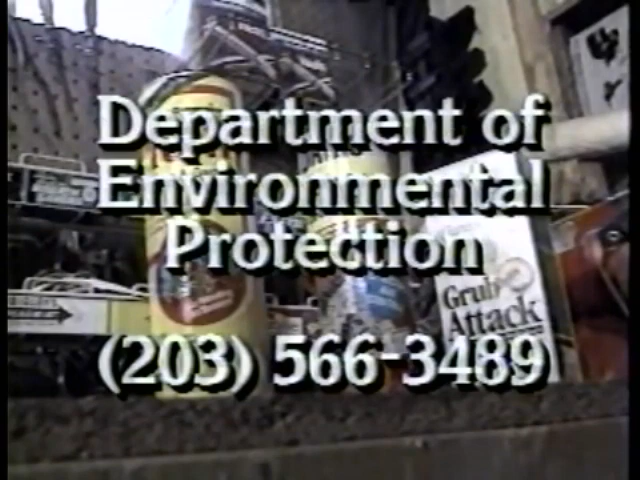 Department of
Environmental
Protection
Grub
Attack
(203) 566-3489